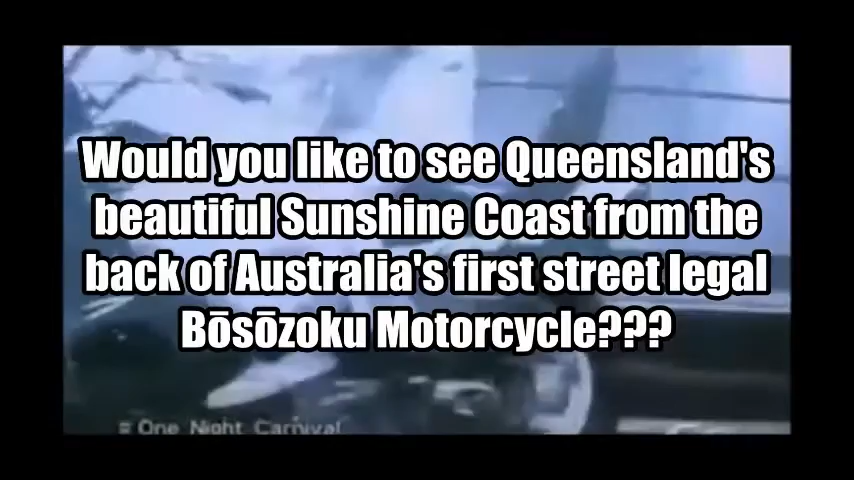 Would you like to see Queensland's
beautiful Sunshine Coast from the
back of Australia's first street legal
Bōsōzoku Motorcycle???
One Night Carnival